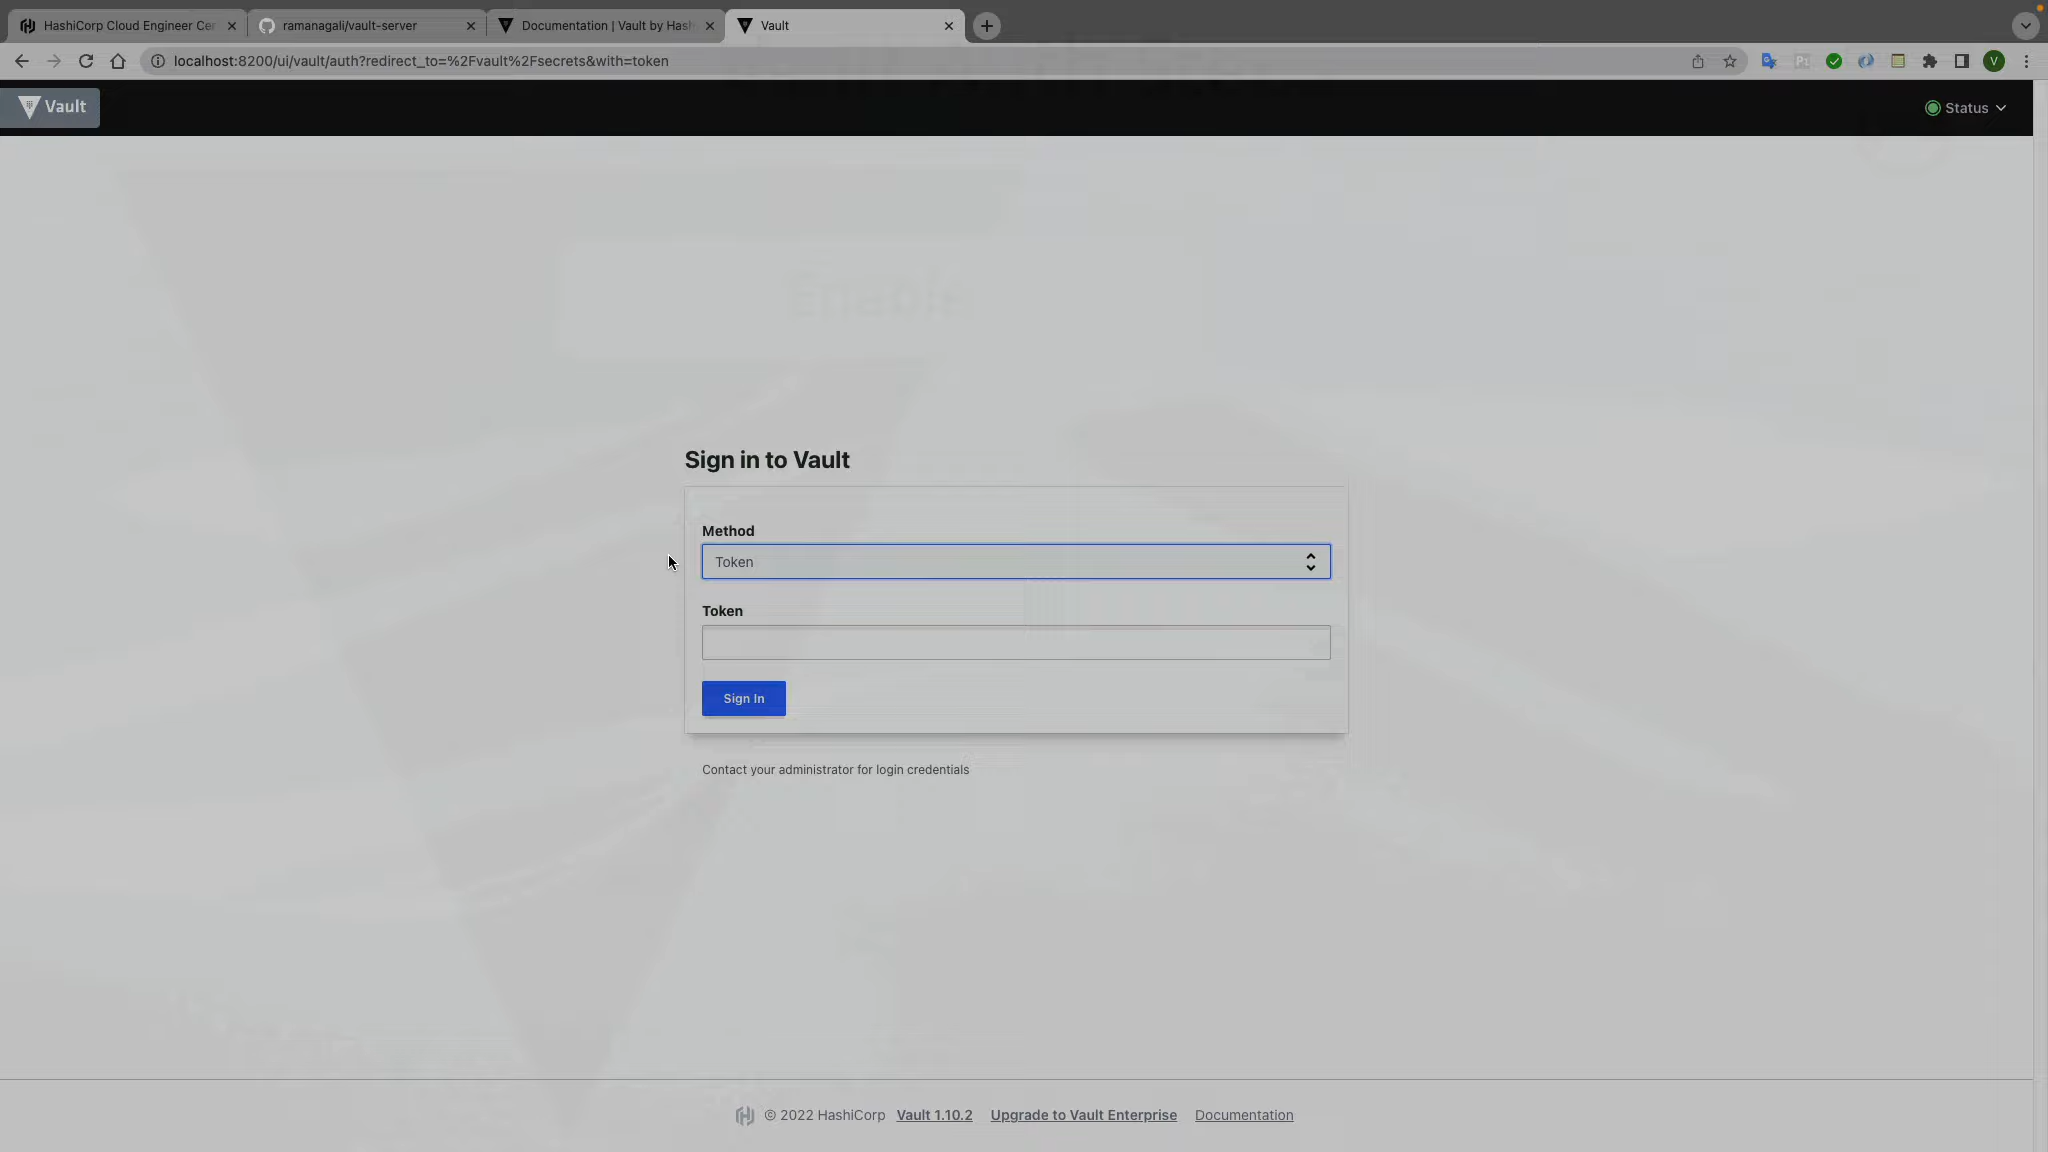 HashiCorp Cloud Engineer Cer
ramanagali/vault-server
Documentation | Vault by Hash
Vault
localhost:8200/ui/vault/auth?redirect_to=%2Fvault%2Fsecrets&with=token
V
Vault
Status
Enable
Sign in to Vault
Method
Token
Token
Sign In
Contact your administrator for login credentials
© 2022 HashiCorp Vault 1.10.2 Upgrade to Vault Enterprise Documentation